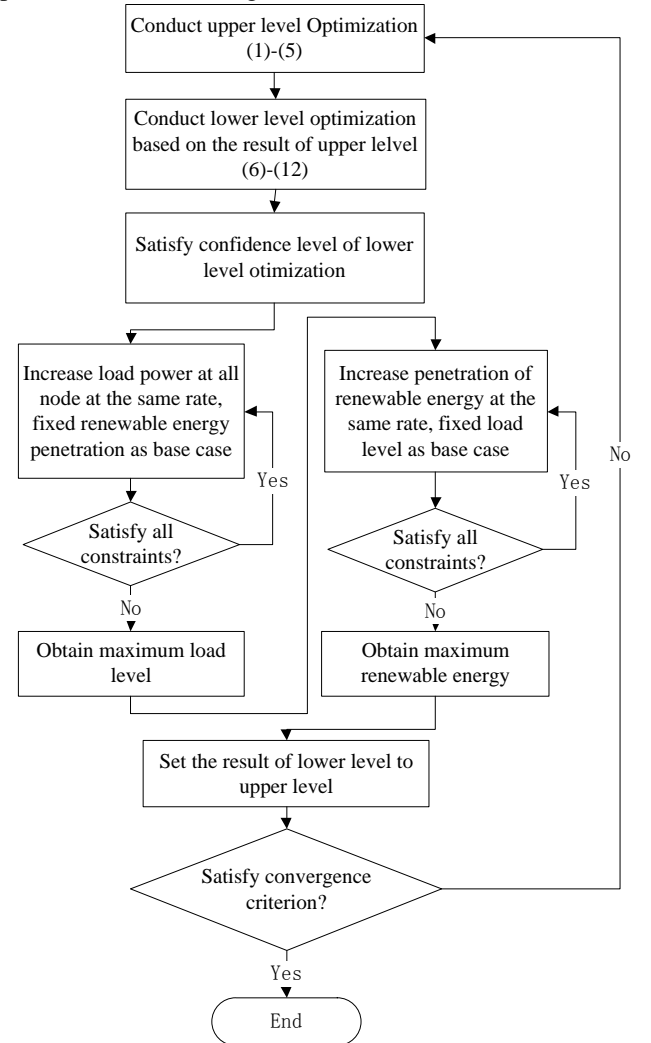 Conduct upper level Optimization
(1)-(5)
Conduct lower level optimization
based on the result of upper lelvel
(6)-(12)
Satisfy confidence level of lower
level otimization
Increase load power at all
node at the same rate,
fixed renewable energy
penetration as base case
Yes
Satisfy all
constraints?
No
Obtain maximum load
level
Increase penetration of
renewable energy at the
same rate, fixed load
level as base case
Yes
Satisfy all
constraints?
No
Obtain maximum
renewable energy
Set the result of lower level to
upper level
Satisfy convergence
criterion?
No
Yes
End